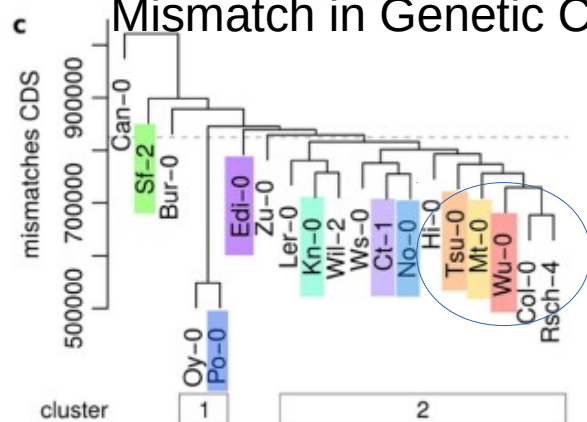 Mismatch in Genetic C
c
mismatches CDS
900000
700000
500000
Can-0
Sf-2
Bur-0
Oy-0
Po-0
Edi-0
Zu-0
Ler-0
Kn-0
Wil-2
Ws-0
Ct-1
No-0
Hi-0
Tsu-0
Mt-0
Wu-0
Col-0
Rsch-4
cluster
1
2